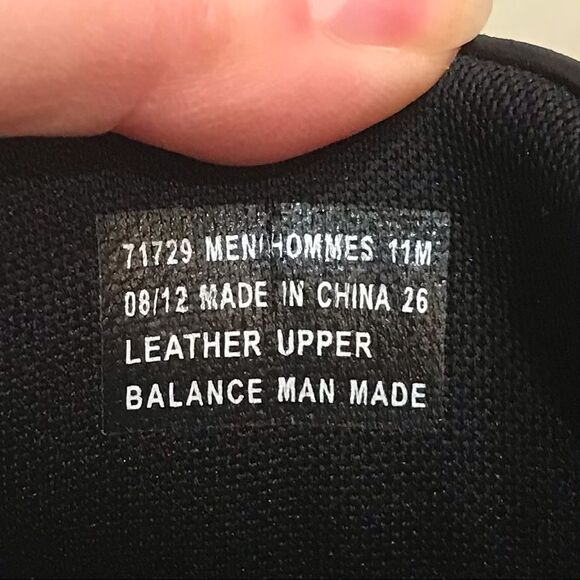 71729 MEN/HOMMES 11M
08/12 MADE IN CHINA 26
LEATHER UPPER
BALANCE MAN MADE